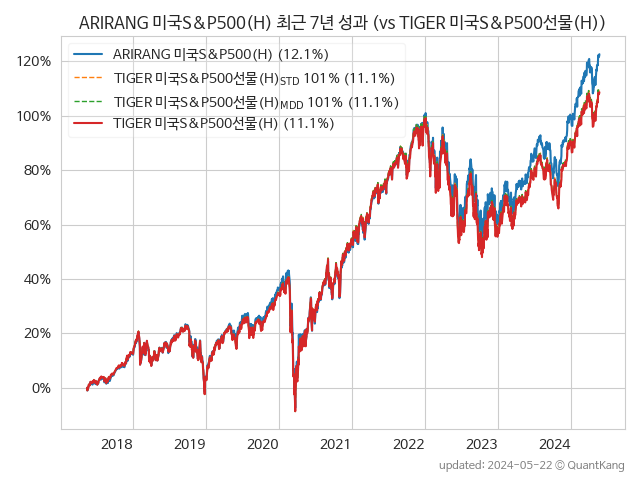 ARIRANG 미국S&P500(H) 최근 7년 성과 (vs TIGER 미국S&P500선물(H))
ARIRANG 미국S&P500(H) (12.1%)
TIGER 미국S&P500선물(H)STD 101% (11.1%)
TIGER 미국S&P500선물(H)MDD 101% (11.1%)
TIGER 미국S&P500선물(H) (11.1%)
120%
100%
80%
60%
40%
20%
0%
2018 2019 2020 2021 2022 2023 2024
updated: 2024-05-22 © QuantKang